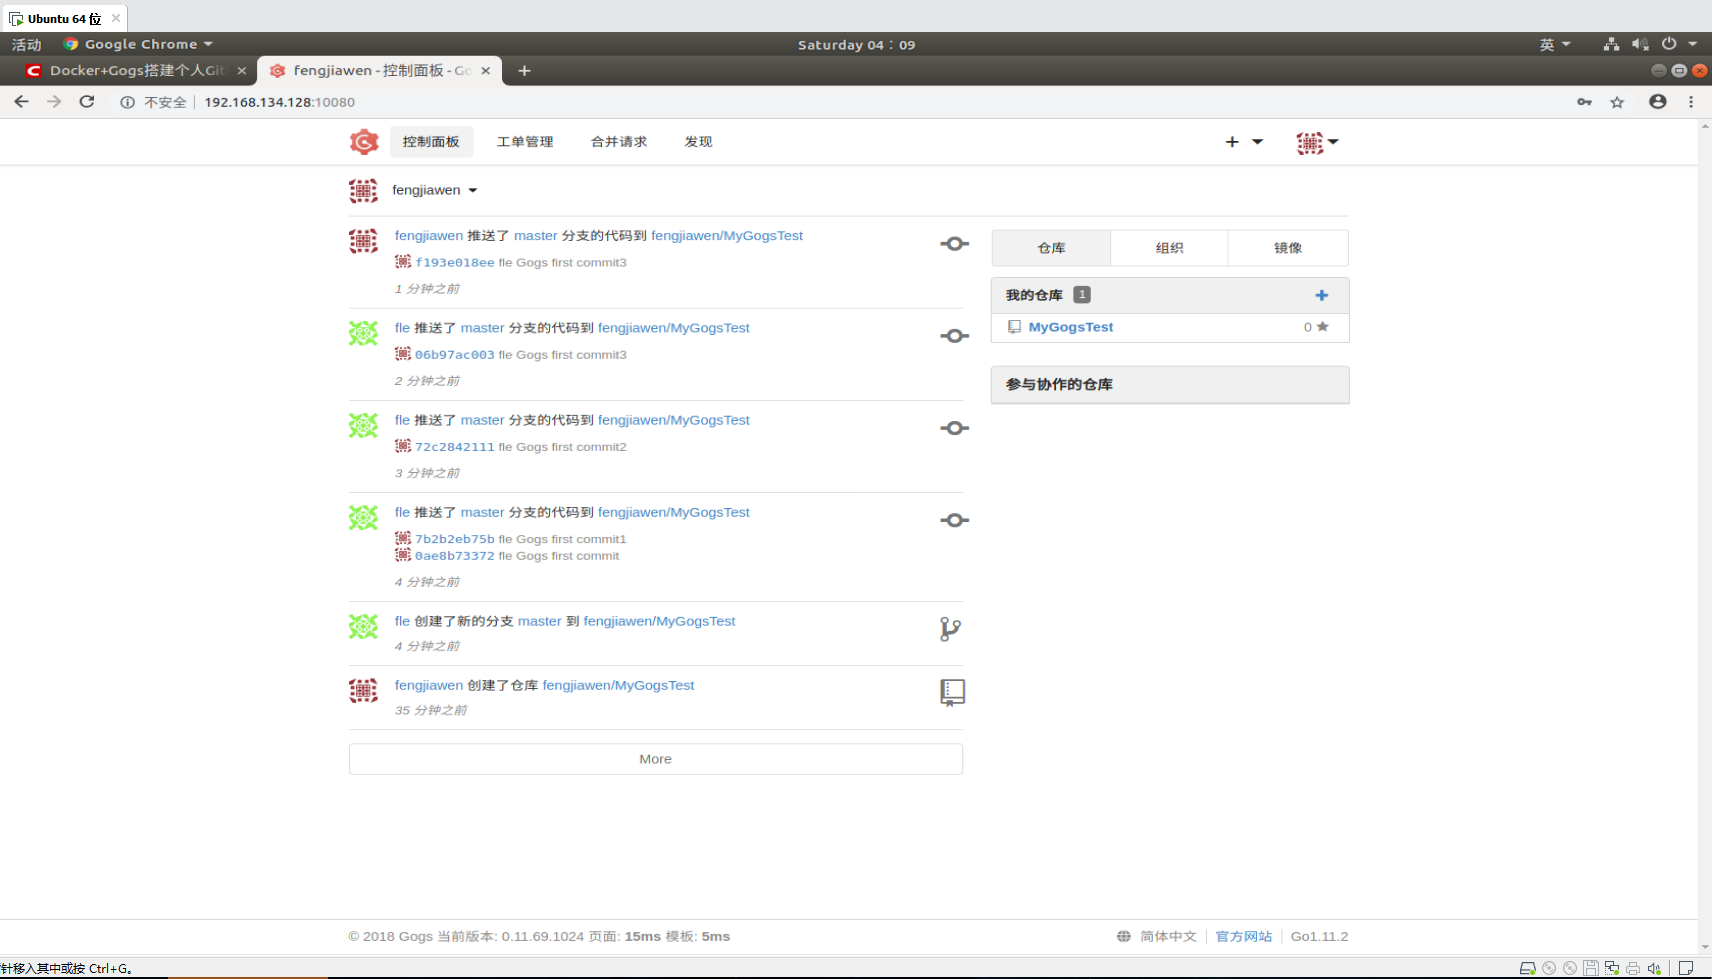 Ubuntu 64 位
活动 Google Chrome Saturday 04：09 英
Docker+Gogs搭建个人Git fengjiawen - 控制面板 - Go
不安全 192.168.134.128:10080
控制面板 工单管理 合并请求 发现
fengjiawen
fengjiawen 推送了 master 分支的代码到 fengjiawen/MyGogsTest
f193e018ee fle Gogs first commit3
1 分钟之前
fle 推送了 master 分支的代码到 fengjiawen/MyGogsTest
06b97ac003 fle Gogs first commit3
2 分钟之前
fle 推送了 master 分支的代码到 fengjiawen/MyGogsTest
72c2842111 fle Gogs first commit2
3 分钟之前
fle 推送了 master 分支的代码到 fengjiawen/MyGogsTest
7b2b2eb75b fle Gogs first commit1
0ae8b73372 fle Gogs first commit
4 分钟之前
fle 创建了新的分支 master 到 fengjiawen/MyGogsTest
4 分钟之前
fengjiawen 创建了仓库 fengjiawen/MyGogsTest
35 分钟之前
More
仓库 组织 镜像
我的仓库 1
MyGogsTest 0
参与协作的仓库
© 2018 Gogs 当前版本: 0.11.69.1024 页面: 15ms 模板: 5ms
简体中文 官方网站 Go1.11.2
针移入其中或按 Ctrl+G。